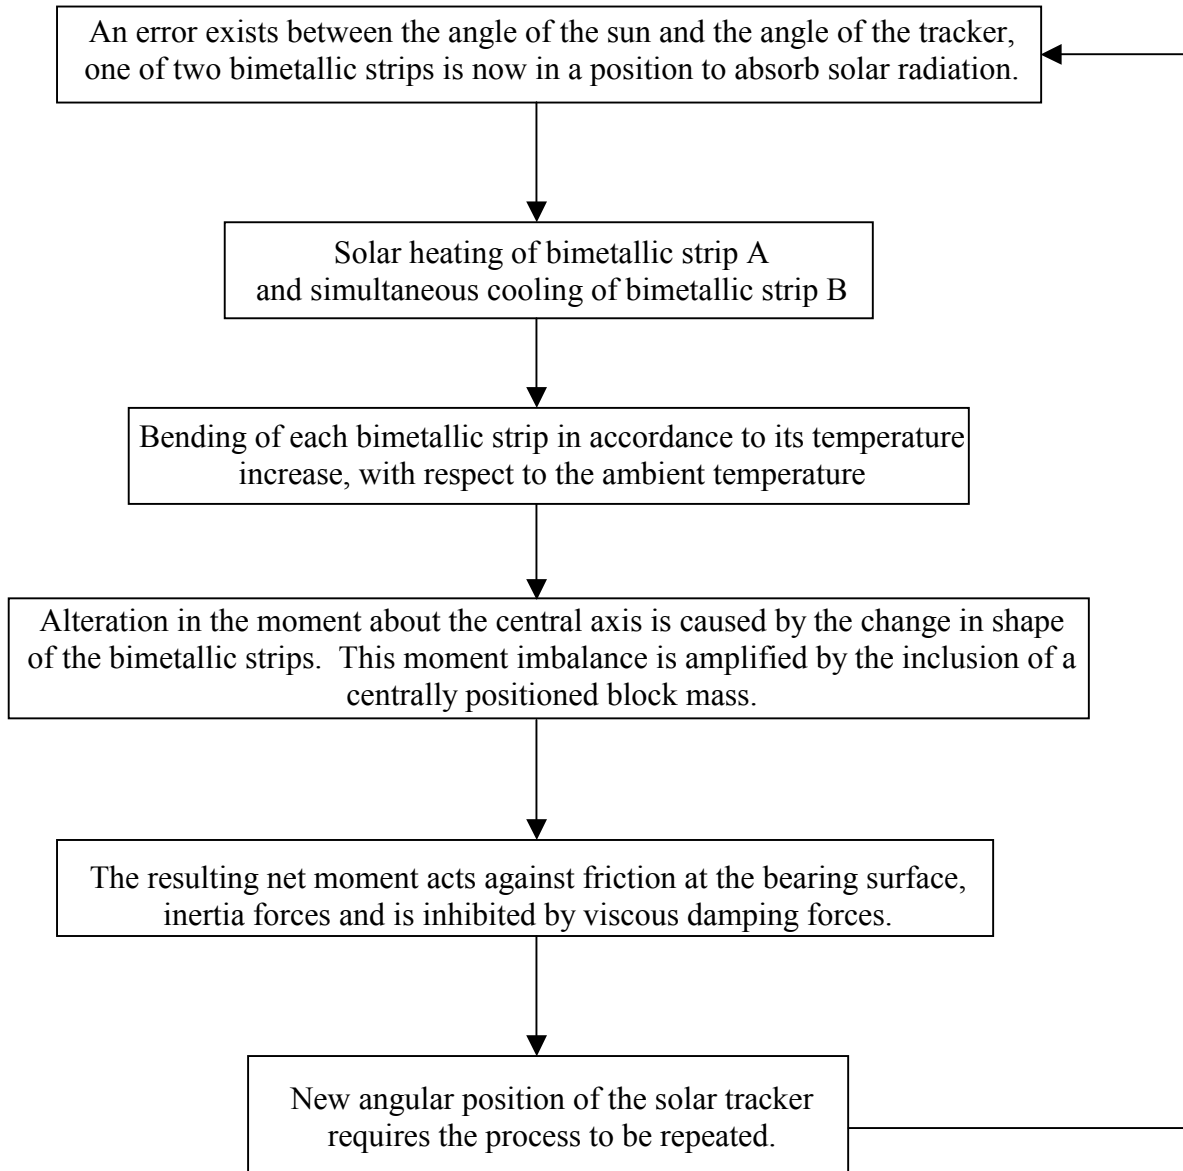 An error exists between the angle of the sun and the angle of the tracker,
one of two bimetallic strips is now in a position to absorb solar radiation.
Solar heating of bimetallic strip A
and simultaneous cooling of bimetallic strip B
Bending of each bimetallic strip in accordance to its temperature
increase, with respect to the ambient temperature
Alteration in the moment about the central axis is caused by the change in shape
of the bimetallic strips.  This moment imbalance is amplified by the inclusion of a
centrally positioned block mass.
The resulting net moment acts against friction at the bearing surface,
inertia forces and is inhibited by viscous damping forces.
New angular position of the solar tracker
requires the process to be repeated.